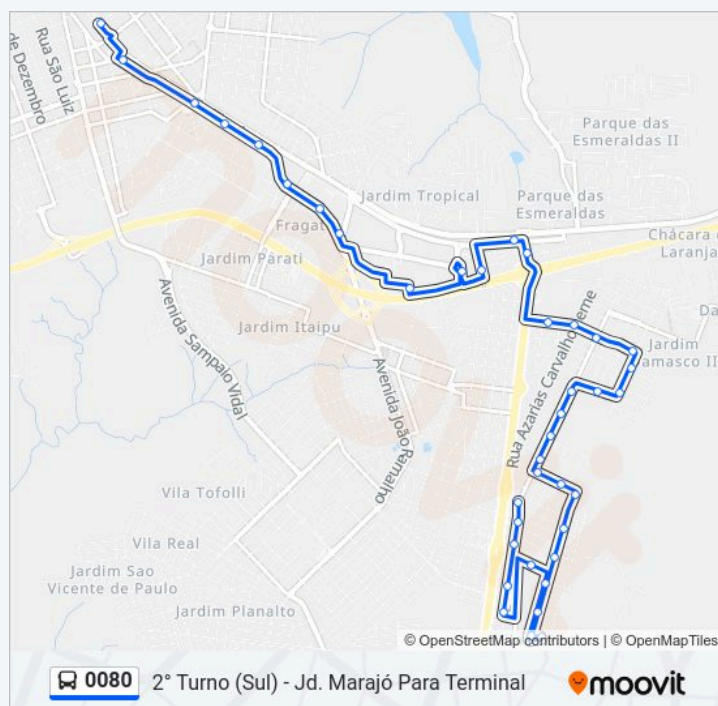 Rua São Luiz
de Dezembro
Parque das
Esmeraldas II
Jardim Tropical
Parque das
Esmeraldas
Fragat
Chácara
Laranja
Jardim Parati
Avenida Sampaio Vidal
Jardim Itaipu
Avenida João Ramalho
Rua Azarias Carvalho
eme
Da
Jardim
amasco II
Vila Tofolli
Vila Real
Jardim Sao
Vicente de Paulo
Jardim Planalto
© OpenStreetMap contributors | © OpenMapTiles
0080 2° Turno (Sul) - Jd. Marajó Para Terminal
moovit